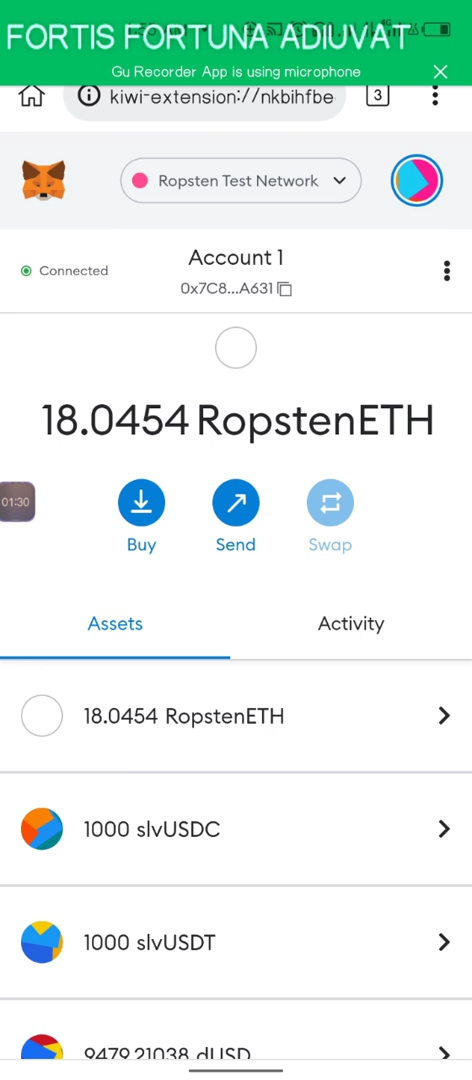 FORTIS FORTUNA ADIUVAT
Gu Recorder App is using microphone
kiwi-extension://nkbihfbe
3
Ropsten Test Network
Connected
Account 1
0x7C8...A631
18.0454 RopstenETH
01:30
Buy
Send
Swap
Assets
Activity
18.0454 RopstenETH
1000 slvUSDC
1000 slvUSDT
9479.21038 dUSD